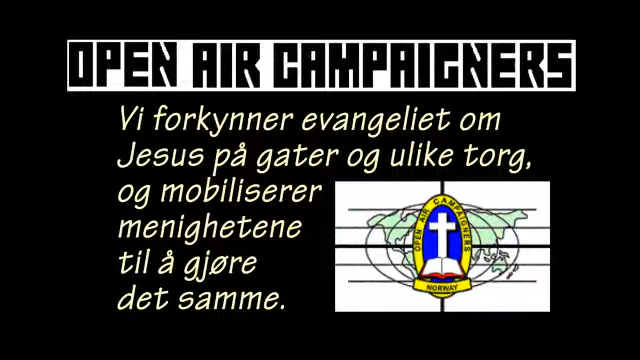 OPEN AIR CAMPAIGNERS
Vi forkynner evangeliet om
Jesus på gater og ulike torg,
og mobiliserer
menighetene
til å gjøre
det samme.
OPEN AIR CAMPAIGNERS
NORWAY